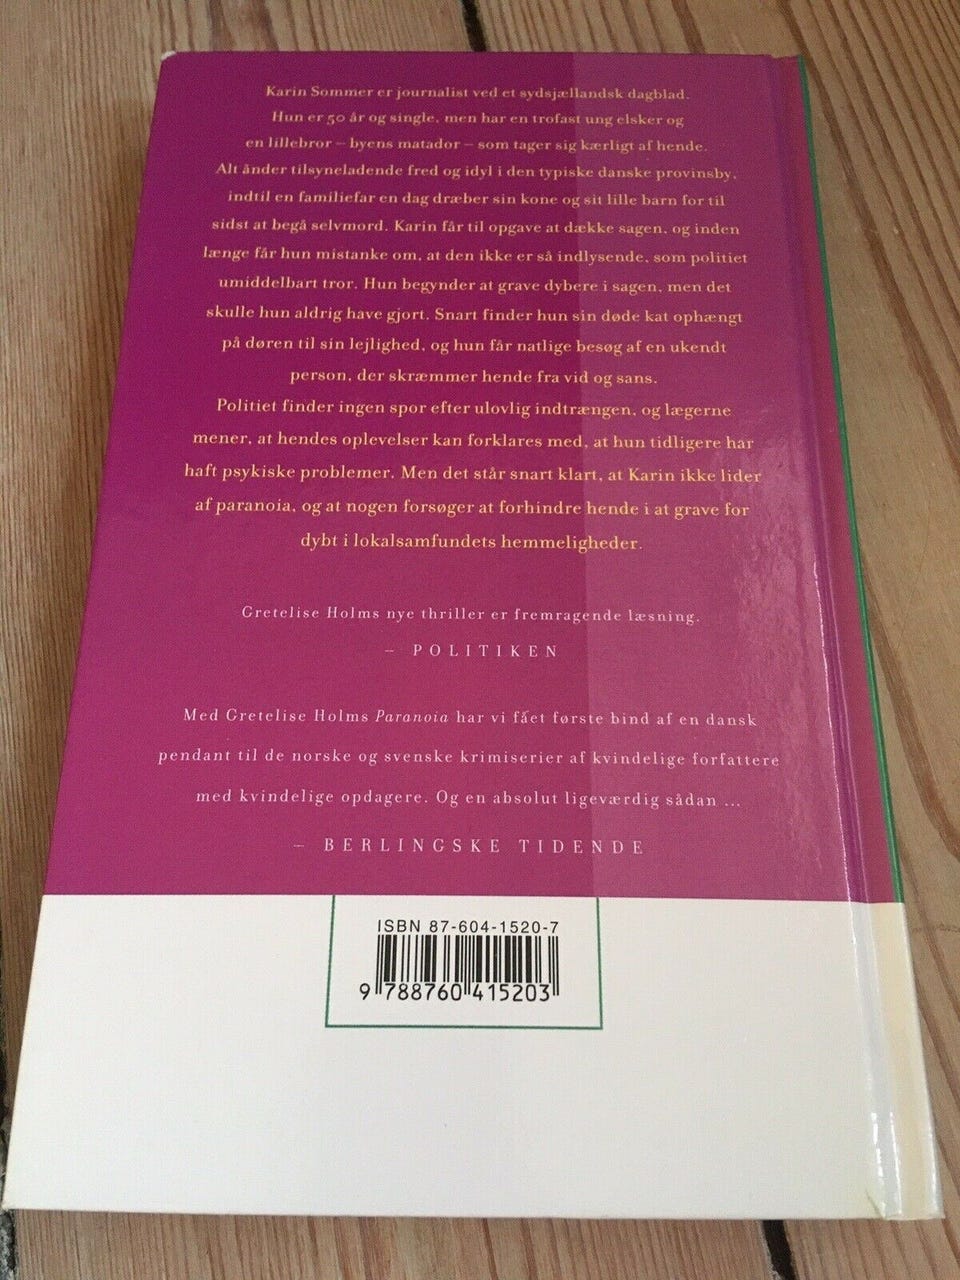 Karin Sommer er journalist ved et sydsjællandsk dagblad.
Hun er 50 år og single, men har en trofast ung elsker og
en lillebror – byens matador – som tager sig kærligt af hende.
Alt ånder tilsyneladende fred og idyl i den typiske danske provinsby,
indtil en familiefar en dag dræber sin kone og sit lille barn for til
sidst at begå selvmord. Karin får til opgave at dække sagen, og inden
længe får hun mistanke om, at den ikke er så indlysende, som politiet
umiddelbart tror. Hun begynder at grave dybere i sagen, men det
skulle hun aldrig have gjort. Snart finder hun sin døde kat ophængt
på døren til sin lejlighed, og hun får natlige besøg af en ukendt
person, der skræmmer hende fra vid og sans.
Politiet finder ingen spor efter ulovlig indtrængen, og lægerne
mener, at hendes oplevelser kan forklares med, at hun tidligere har
haft psykiske problemer. Men det står snart klart, at Karin ikke lider
af paranoia, og at nogen forsøger at forhindre hende i at grave for
dybt i lokalsamfundets hemmeligheder.
Gretelise Holms nye thriller er fremragende læsning.
– POLITIKEN
Med Gretelise Holms Paranoia har vi fået første bind af en dansk
pendant til de norske og svenske krimiserier af kvindelige forfattere
med kvindelige opdagere. Og en absolut ligeværdig sådan ...
– BERLINGSKE TIDENDE
ISBN 87-604-1520-7
9 788760 415203